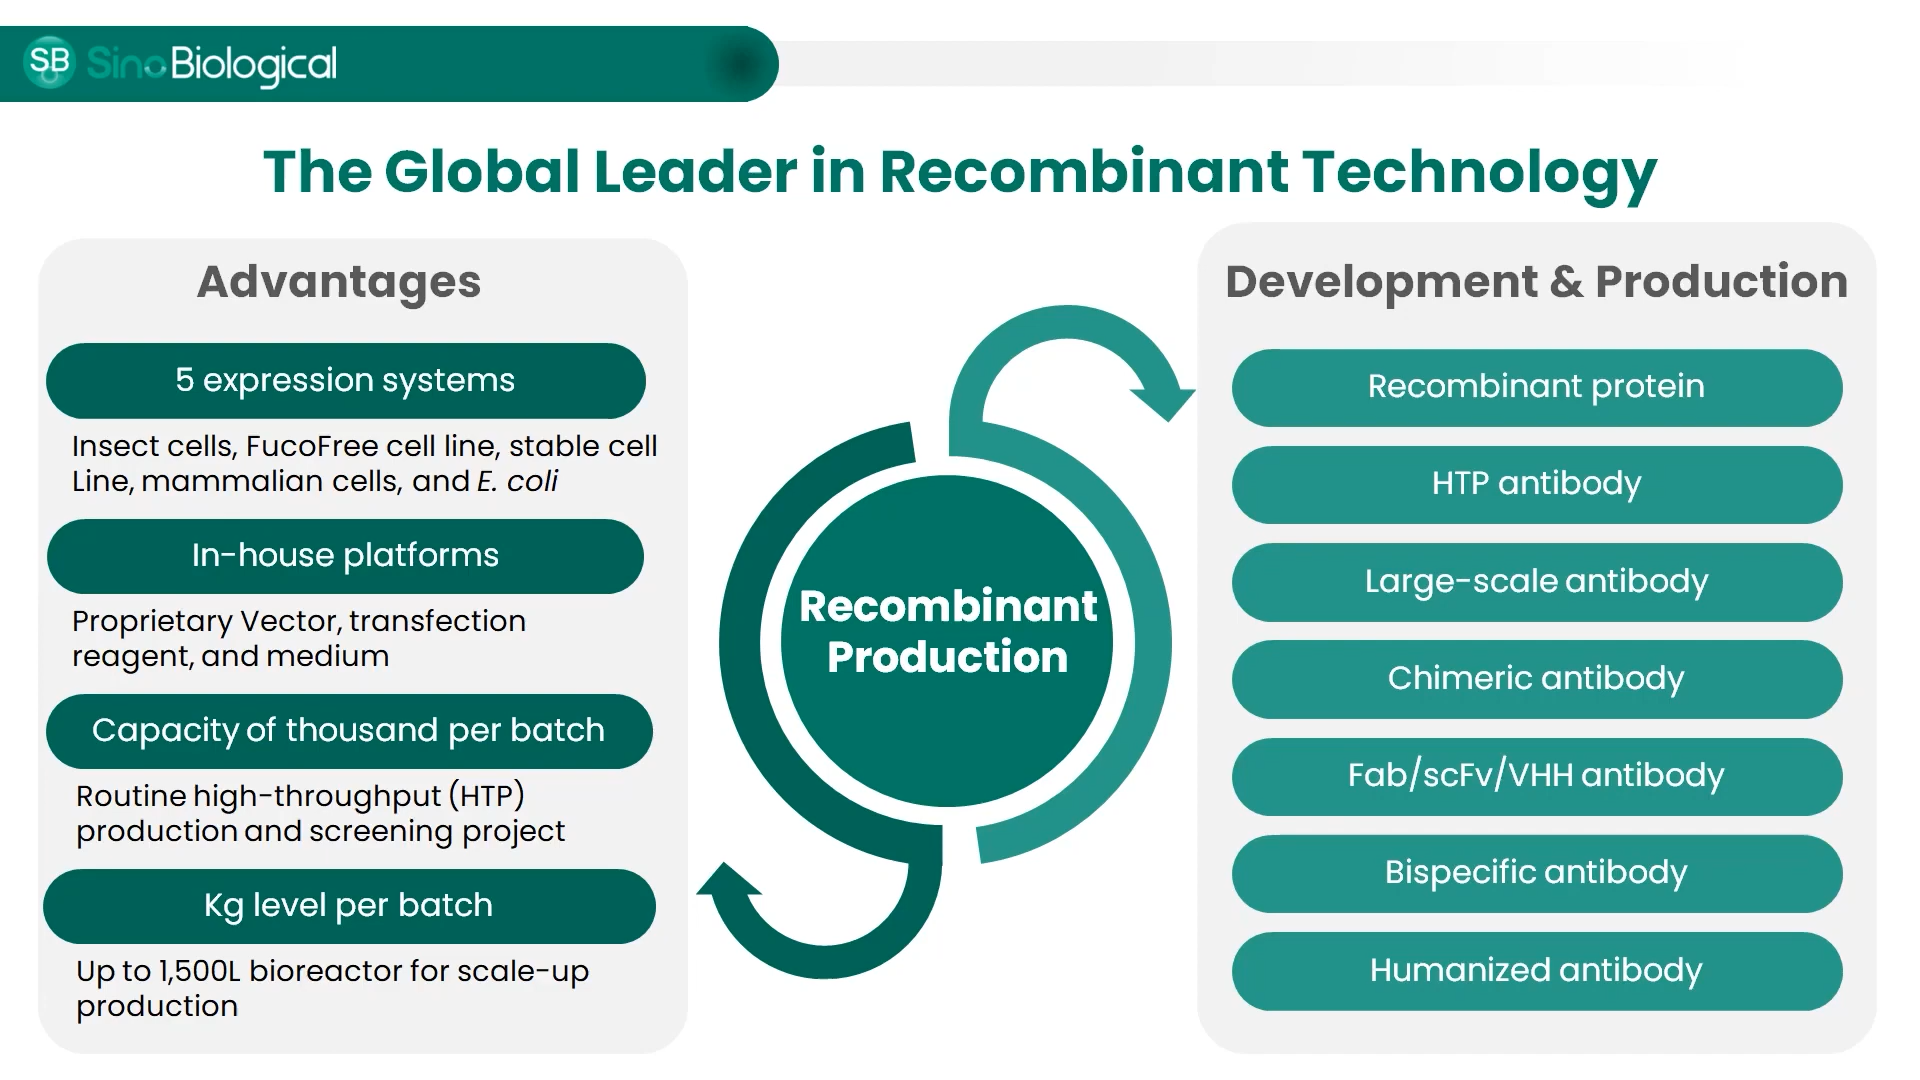 SB SinoBiological
The Global Leader in Recombinant Technology
Advantages
5 expression systems
Insect cells, FucoFree cell line, stable cell
Line, mammalian cells, and E. coli
In-house platforms
Proprietary Vector, transfection
reagent, and medium
Capacity of thousand per batch
Routine high-throughput (HTP)
production and screening project
Kg level per batch
Up to 1,500L bioreactor for scale-up
production
Recombinant
Production
Development & Production
Recombinant protein
HTP antibody
Large-scale antibody
Chimeric antibody
Fab/scFv/VHH antibody
Bispecific antibody
Humanized antibody